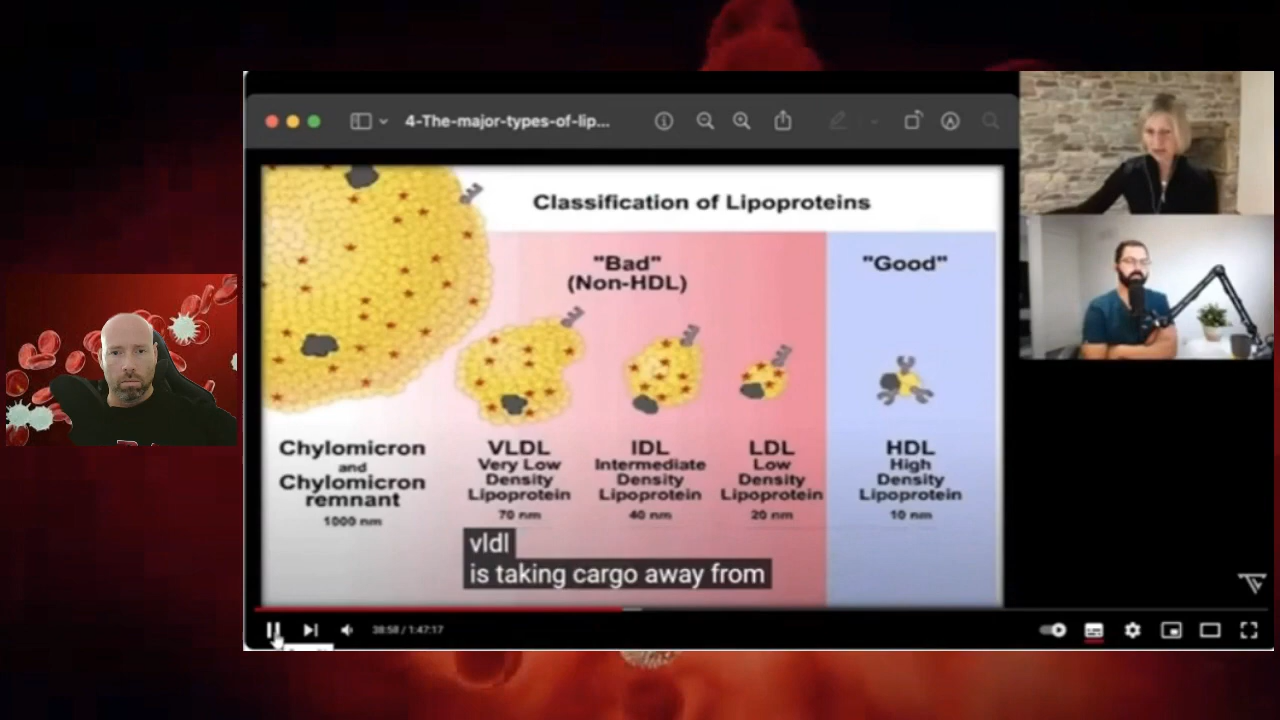 4-The-major-types-of-lip...
Classification of Lipoproteins
"Bad"
(Non-HDL)
"Good"
Chylomicron
and
Chylomicron
remnant
1000 nm
VLDL
Very Low
Density
Lipoprotein
70 nm
IDL
Intermediate
Density
Lipoprotein
40 nm
LDL
Low
Density
Lipoprotein
20 nm
HDL
High
Density
Lipoprotein
10 nm
vldl
is taking cargo away from
38:58 / 1:47:17